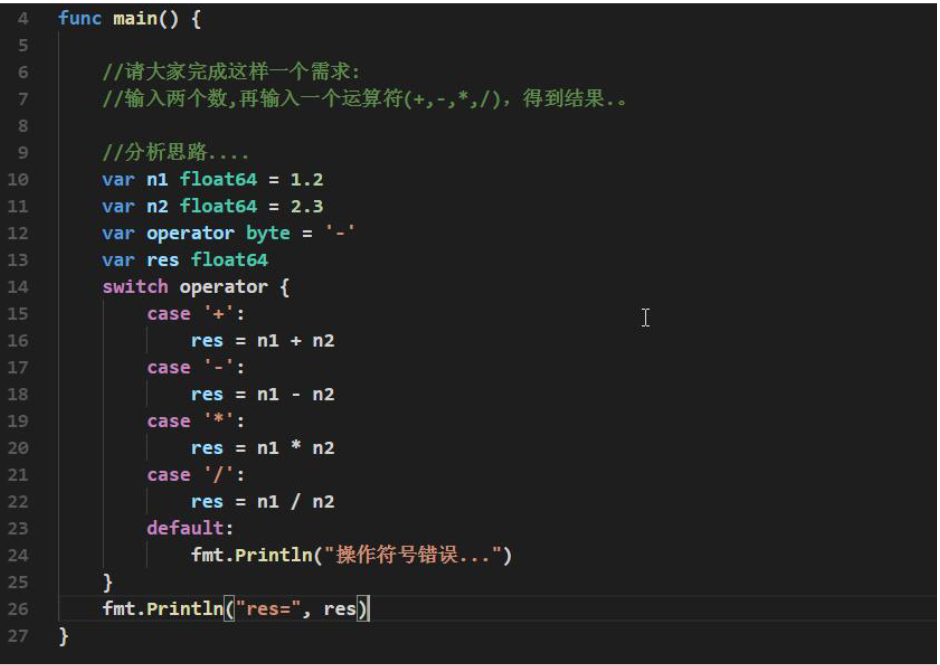 4 func main() {
5
6 //请大家完成这样一个需求:
7 //输入两个数,再输入一个运算符(+,-,*,/)，得到结果.。
8
9 //分析思路....
10 var n1 float64 = 1.2
11 var n2 float64 = 2.3
12 var operator byte = '-'
13 var res float64
14 switch operator {
15 case '+':
16 res = n1 + n2
17 case '-':
18 res = n1 - n2
19 case '*':
20 res = n1 * n2
21 case '/':
22 res = n1 / n2
23 default:
24 fmt.Println("操作符号错误...")
25 }
26 fmt.Println("res=", res)
27 }